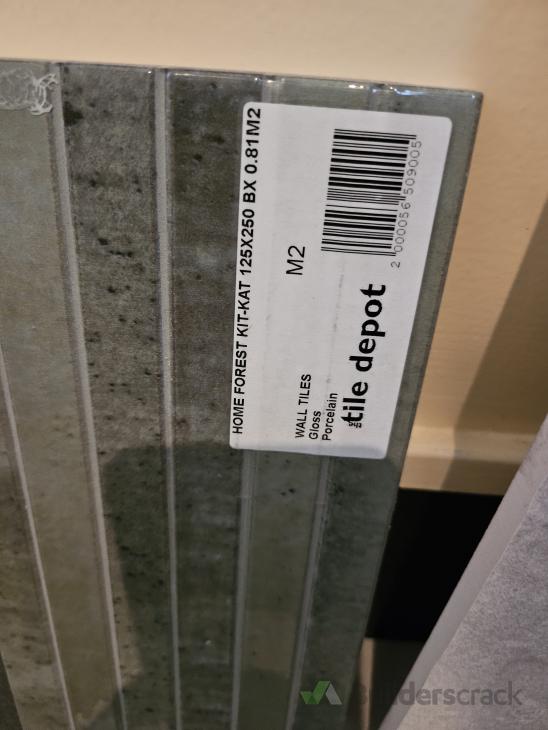 HOME FOREST KIT-KAT 125X250 BX 0.81M2
M2
2 000056 509005
WALL TILES
Gloss
Porcelain
the tile depot
Builderscrack